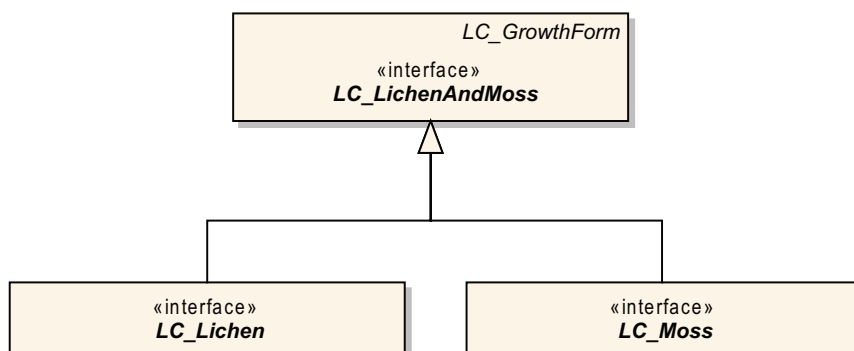 LC_GrowthForm
«interface»
LC_LichenAndMoss
«interface»
LC_Lichen
«interface»
LC_Moss